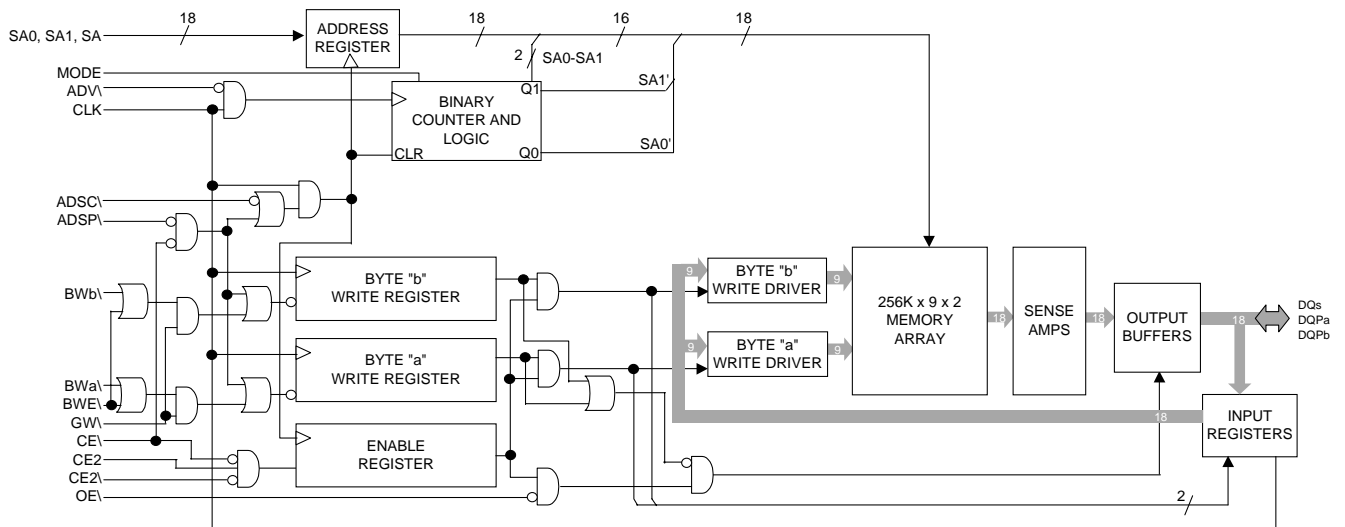 18
SA0, SA1, SA
ADDRESS
REGISTER
18
16
18
2
SA0-SA1
MODE
ADV\
CLK
BINARY
COUNTER AND
LOGIC
Q1
Q0
CLR
SA1'
SA0'
ADSC\
ADSP\
BWb\
BYTE "b"
WRITE REGISTER
BYTE "a"
WRITE REGISTER
ENABLE
REGISTER
BWa\
BWE\
GW\
CE\
CE2
CE2\
OE\
9
BYTE "b"
WRITE DRIVER
9
9
BYTE "a"
WRITE DRIVER
9
256K x 9 x 2
MEMORY
ARRAY
18
SENSE
AMPS
18
OUTPUT
BUFFERS
18
DQs
DQPa
DQPb
18
INPUT
REGISTERS
2